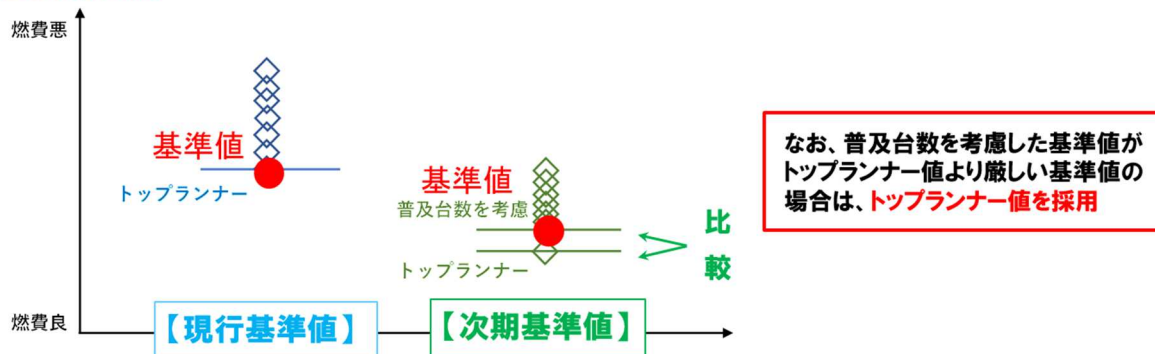 燃費悪
基準値
トップランナー
基準値
普及台数を考慮
トップランナー
比
較
なお、普及台数を考慮した基準値が
トップランナー値より厳しい基準値の
場合は、トップランナー値を採用
燃費良
【現行基準値】
【次期基準値】